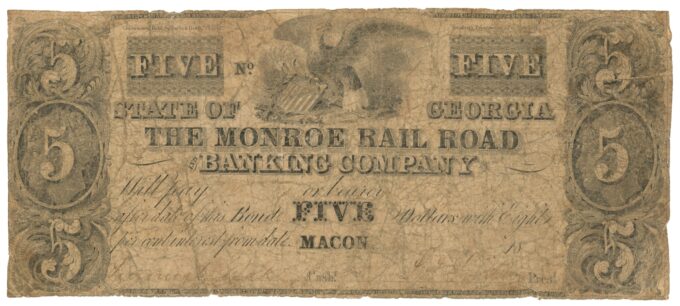 5
FIVE No FIVE
STATE OF GEORGIA
THE MONROE RAIL ROAD
5 5
AND BANKING COMPANY
Will pay or bearer
after date of this Bond FIVE Dollars with Eight
per cent interest from date. MACON 18
5 Cash. Pres. 5